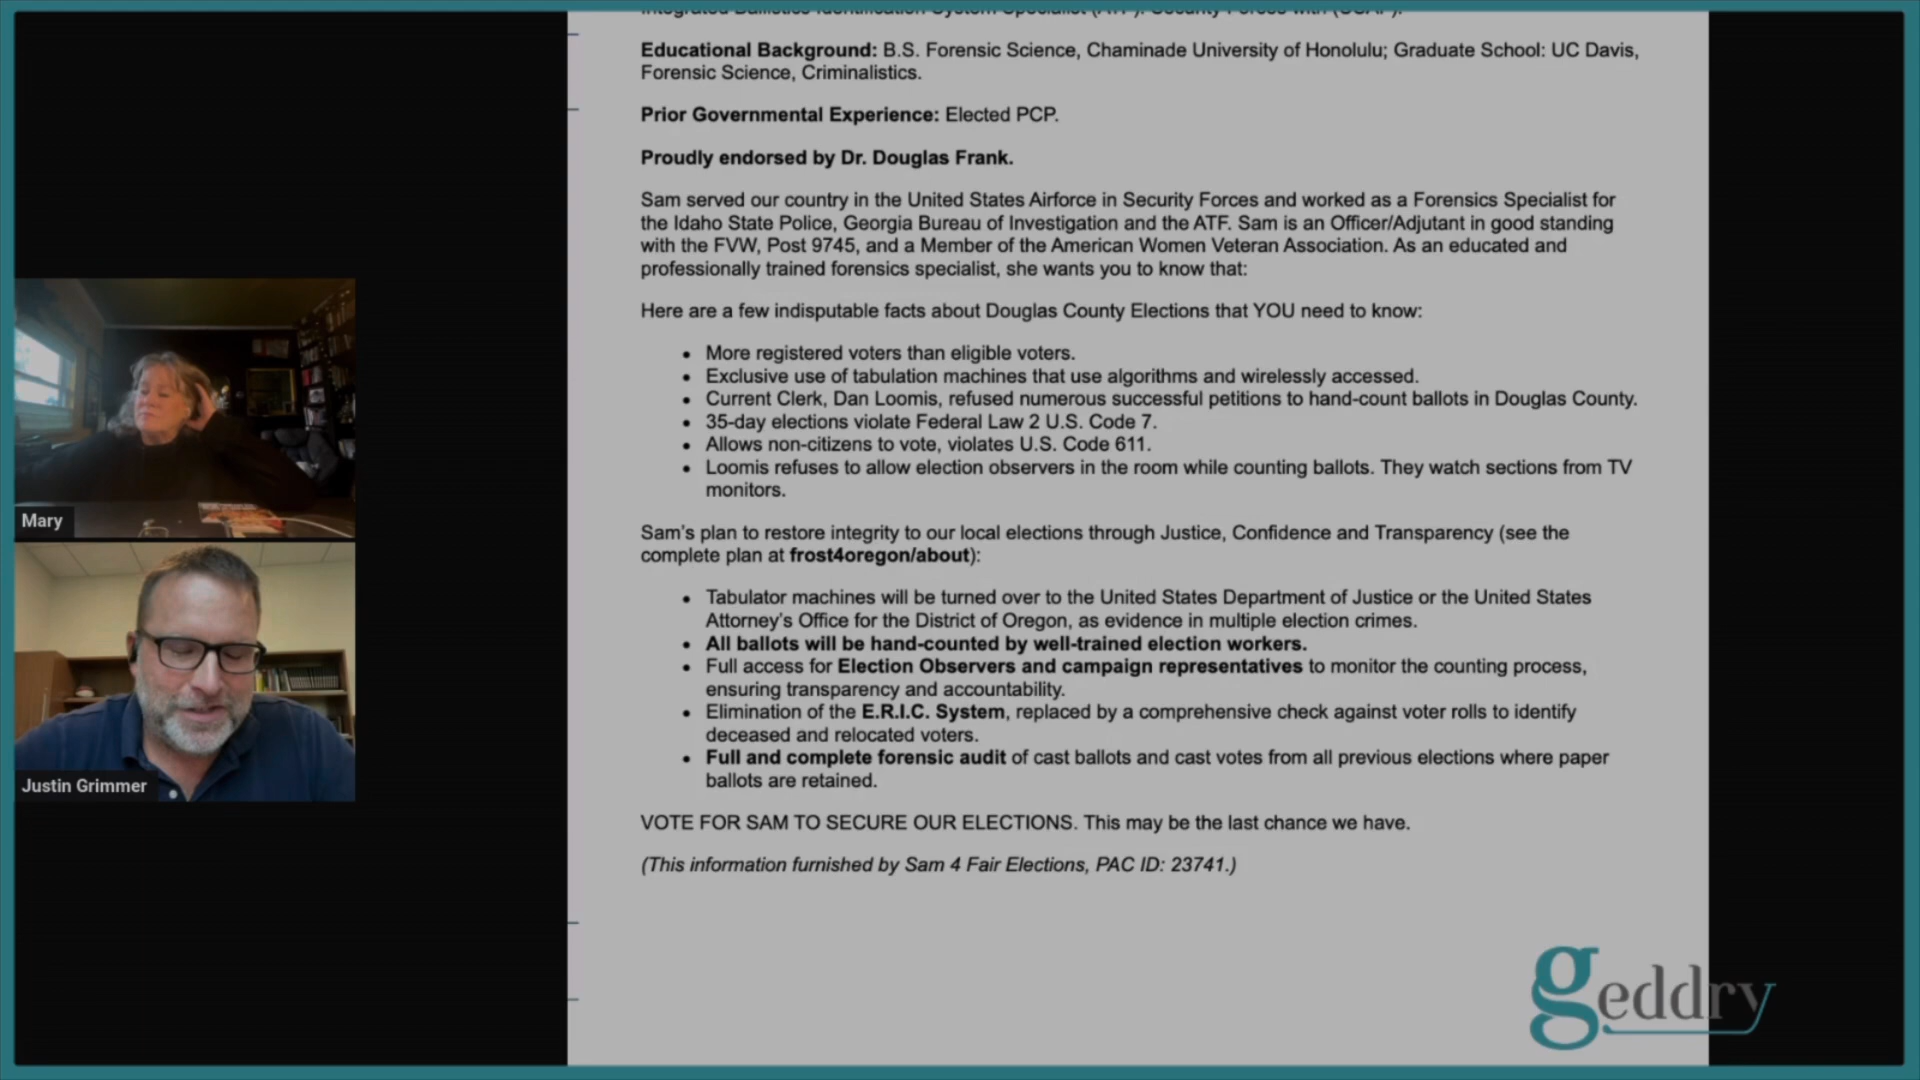 Integrated Ballistics Identification System Specialist (ATF). Security Forces with (USAF).
Educational Background: B.S. Forensic Science, Chaminade University of Honolulu; Graduate School: UC Davis,
Forensic Science, Criminalistics.
Prior Governmental Experience: Elected PCP.
Proudly endorsed by Dr. Douglas Frank.
Sam served our country in the United States Airforce in Security Forces and worked as a Forensics Specialist for
the Idaho State Police, Georgia Bureau of Investigation and the ATF. Sam is an Officer/Adjutant in good standing
with the FVW, Post 9745, and a Member of the American Women Veteran Association. As an educated and
professionally trained forensics specialist, she wants you to know that:
Here are a few indisputable facts about Douglas County Elections that YOU need to know:
• More registered voters than eligible voters.
• Exclusive use of tabulation machines that use algorithms and wirelessly accessed.
• Current Clerk, Dan Loomis, refused numerous successful petitions to hand-count ballots in Douglas County.
• 35-day elections violate Federal Law 2 U.S. Code 7.
• Allows non-citizens to vote, violates U.S. Code 611.
• Loomis refuses to allow election observers in the room while counting ballots. They watch sections from TV
monitors.
Sam's plan to restore integrity to our local elections through Justice, Confidence and Transparency (see the
complete plan at frost4oregon/about):
• Tabulator machines will be turned over to the United States Department of Justice or the United States
Attorney's Office for the District of Oregon, as evidence in multiple election crimes.
• All ballots will be hand-counted by well-trained election workers.
• Full access for Election Observers and campaign representatives to monitor the counting process,
ensuring transparency and accountability.
• Elimination of the E.R.I.C. System, replaced by a comprehensive check against voter rolls to identify
deceased and relocated voters.
• Full and complete forensic audit of cast ballots and cast votes from all previous elections where paper
ballots are retained.
VOTE FOR SAM TO SECURE OUR ELECTIONS. This may be the last chance we have.
(This information furnished by Sam 4 Fair Elections, PAC ID: 23741.)
Mary
Justin Grimmer
geddry